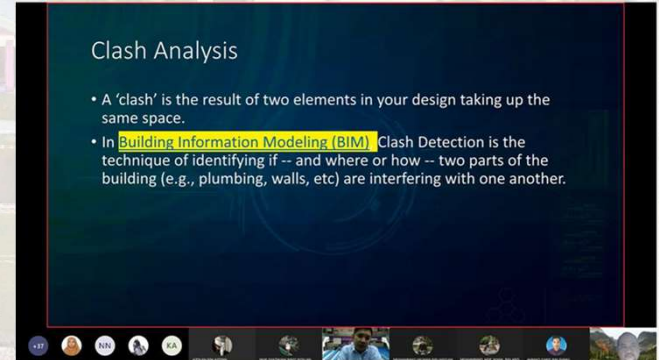 Clash Analysis
• A ‘clash’ is the result of two elements in your design taking up the
same space.
• In Building Information Modeling (BIM), Clash Detection is the
technique of identifying if -- and where or how -- two parts of the
building (e.g., plumbing, walls, etc) are interfering with one another.
+37
NN
KA